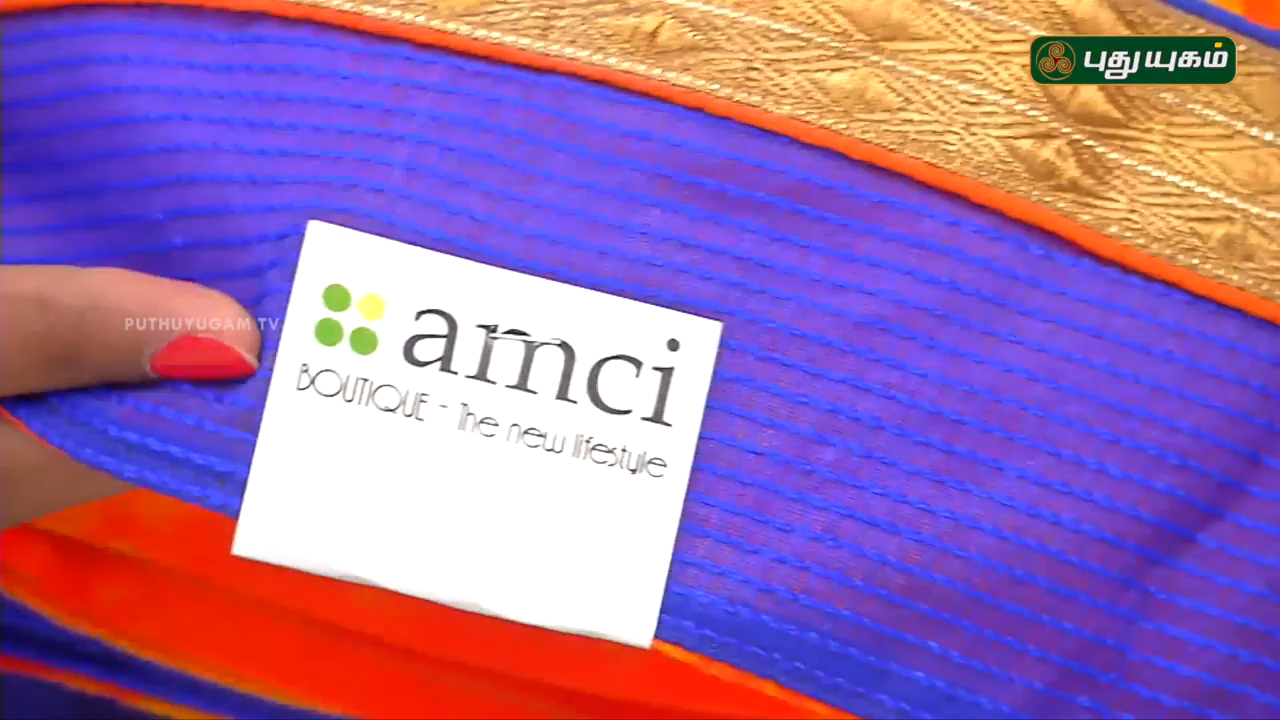 புதுயுகம்
PUTHUYUGAM TV
amci
BOUTIQUE - The new lifestyle